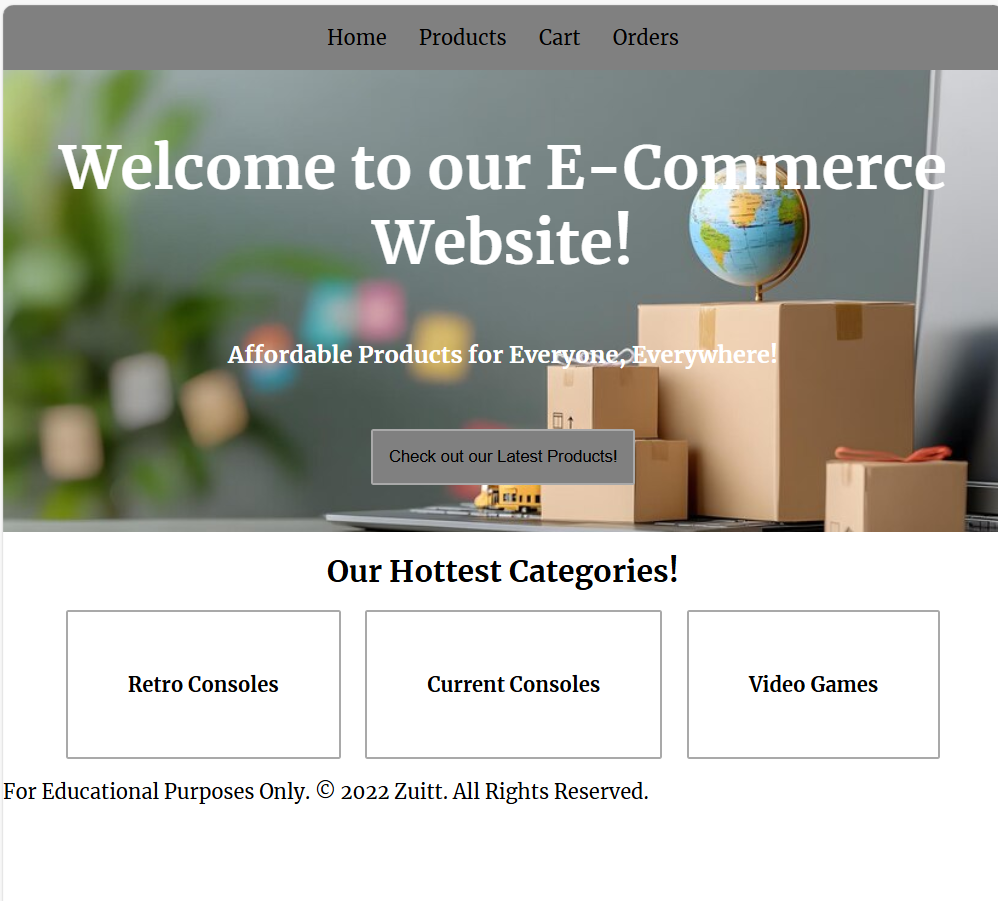 Home Products Cart Orders
Welcome to our E-Commerce
Website!
Affordable Products for Everyone, Everywhere!
Check out our Latest Products!
Our Hottest Categories!
Retro Consoles Current Consoles Video Games
For Educational Purposes Only. © 2022 Zuitt. All Rights Reserved.